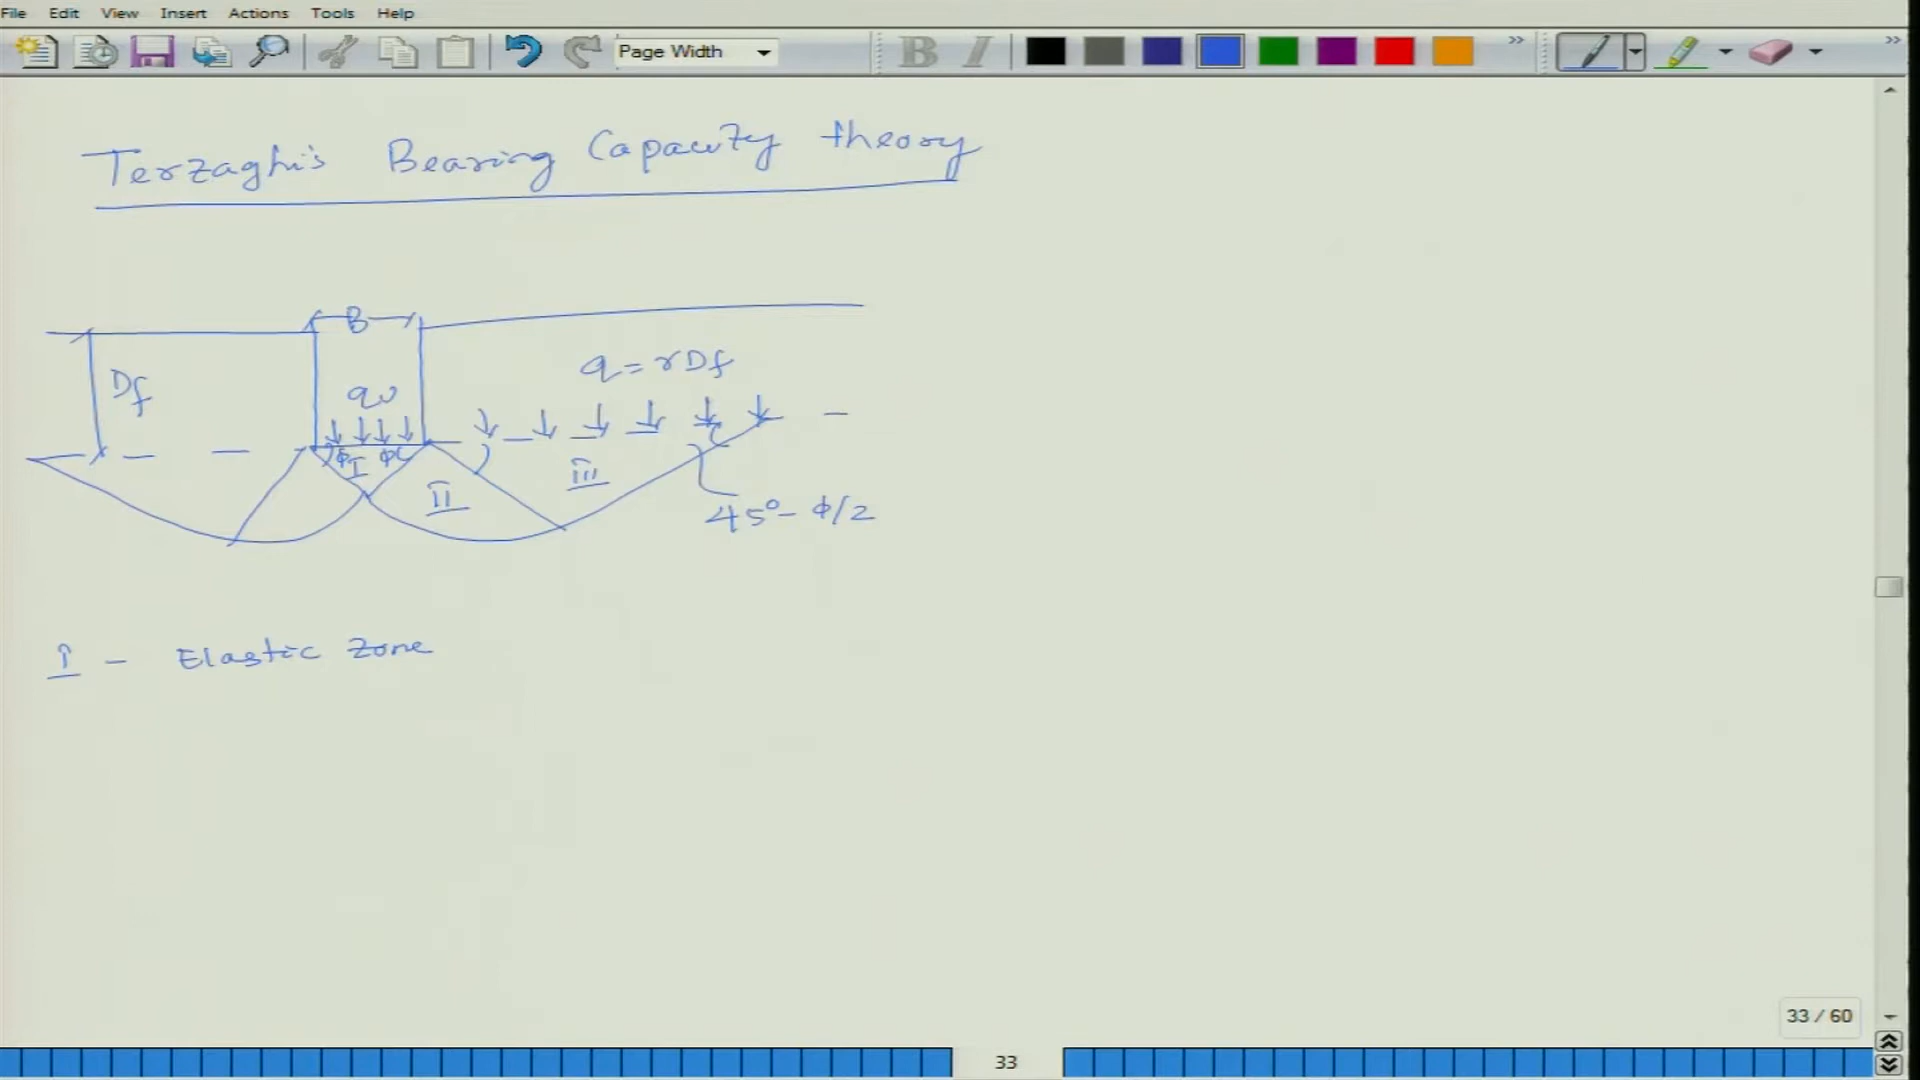 File Edit View Insert Actions Tools Help
Page Width
B I
Terzaghi's Bearing Capacity theory
B
Df
qu
q = γDf
φ I φ
II
III
45° - φ/2
I - Elastic Zone
33 / 60
33